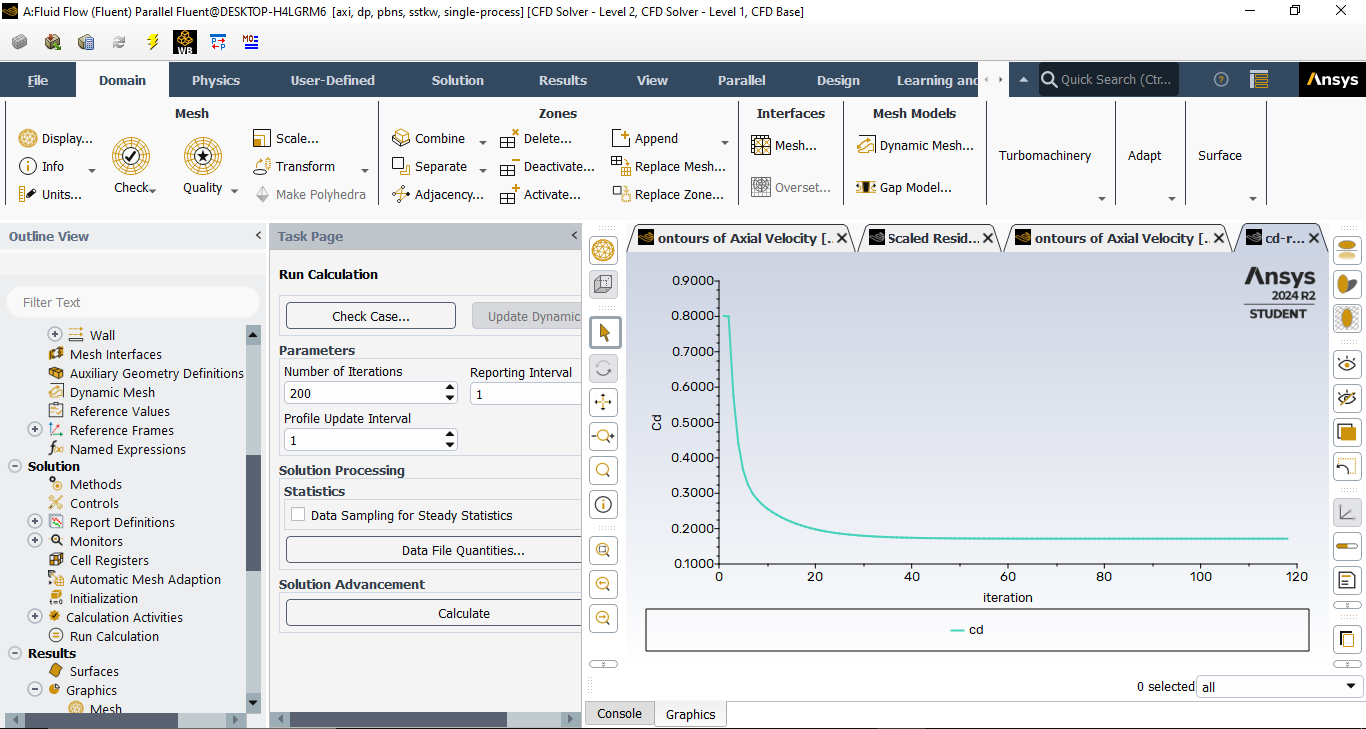 A:Fluid Flow (Fluent) Parallel Fluent@DESKTOP-H4LGRM6 [axi, dp, pbns, sstkw, single-process] [CFD Solver - Level 2, CFD Solver - Level 1, CFD Base]
WB
File Domain Physics User-Defined Solution Results View Parallel Design Learning and Quick Search (Ctr... Ansys
Mesh Zones Interfaces Mesh Models
Display... Scale... Combine Delete... Append Mesh... Dynamic Mesh...
Info Transform Separate Deactivate... Replace Mesh... Turbomachinery Adapt Surface
Check Quality Overset... Gap Model...
Units... Make Polyhedra Adjacency... Activate... Replace Zone...
Outline View
Filter Text
Wall
Mesh Interfaces
Auxiliary Geometry Definitions
Dynamic Mesh
Reference Values
Reference Frames
Named Expressions
Solution
Methods
Controls
Report Definitions
Monitors
Cell Registers
Automatic Mesh Adaption
Initialization
Calculation Activities
Run Calculation
Results
Surfaces
Graphics
Mesh
Task Page
Run Calculation
Check Case... Update Dynamic
Parameters
Number of Iterations Reporting Interval
200 1
Profile Update Interval
1
Solution Processing
Statistics
Data Sampling for Steady Statistics
Data File Quantities...
Solution Advancement
Calculate
ontours of Axial Velocity [.. Scaled Resid... ontours of Axial Velocity [.. cd-r...
Ansys
2024 R2
STUDENT
0.9000
0.8000
0.7000
0.6000
0.5000
0.4000
0.3000
0.2000
0.1000
Cd
0 20 40 60 80 100 120
iteration
cd
0 selected all
Console Graphics